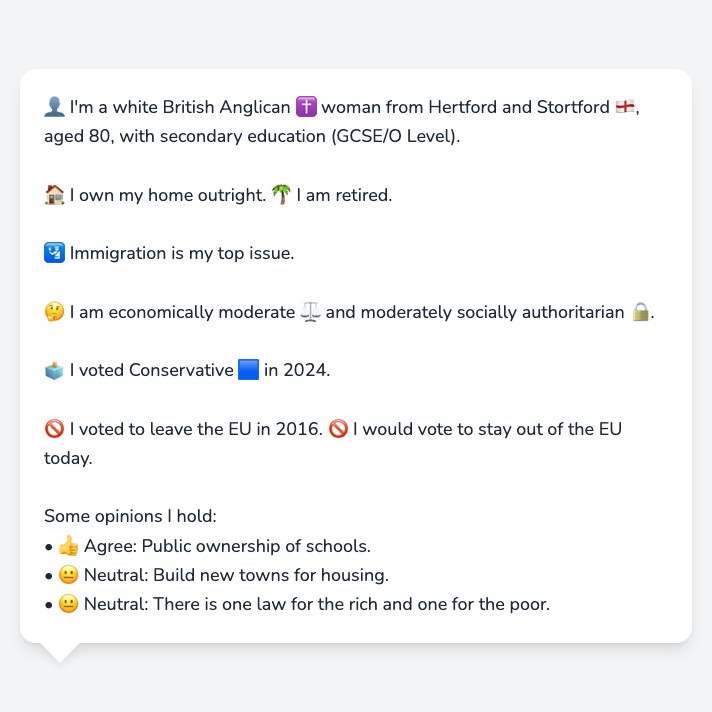 👤 I'm a white British Anglican ✝️ woman from Hertford and Stortford 🏴󠁧󠁢󠁥󠁮󠁧󠁿,
aged 80, with secondary education (GCSE/O Level).
🏠 I own my home outright. 🌴 I am retired.
🛂 Immigration is my top issue.
🤔 I am economically moderate ⚖️ and moderately socially authoritarian 🔒.
🗳️ I voted Conservative 🟦 in 2024.
🚫 I voted to leave the EU in 2016. 🚫 I would vote to stay out of the EU
today.
Some opinions I hold:
• 👍 Agree: Public ownership of schools.
• 😐 Neutral: Build new towns for housing.
• 😐 Neutral: There is one law for the rich and one for the poor.